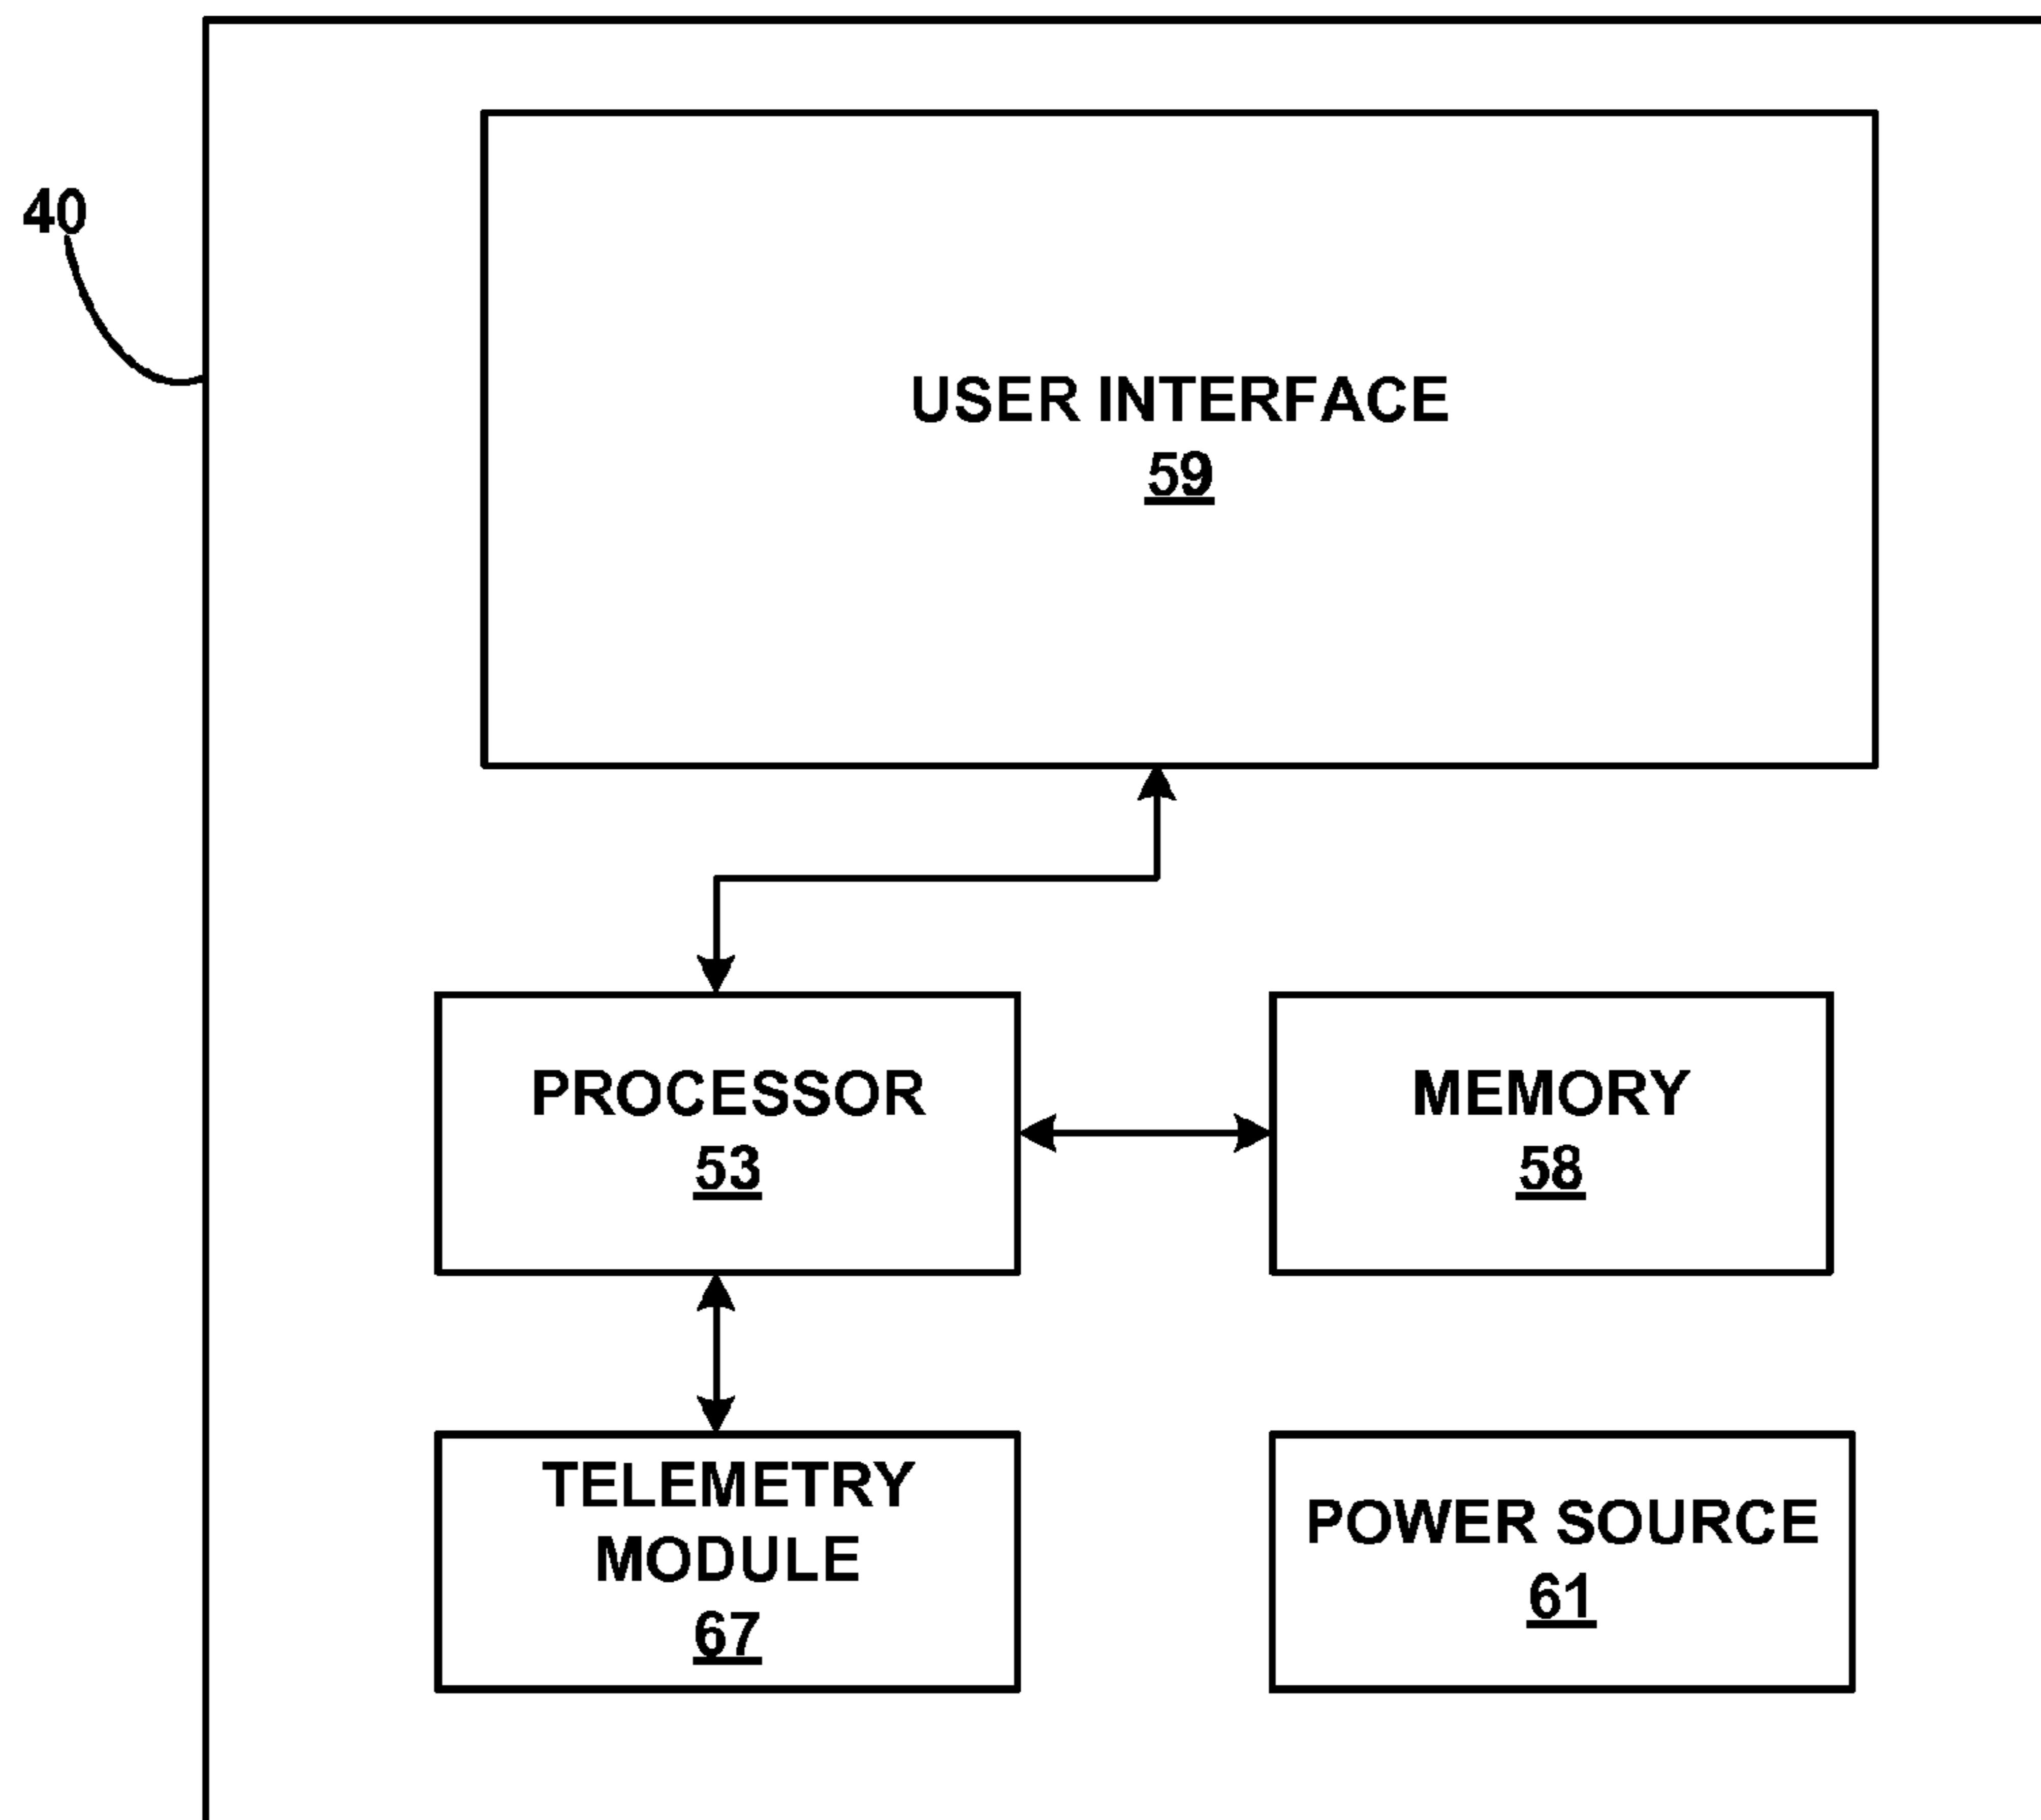 40
USER INTERFACE
59
PROCESSOR
53
MEMORY
58
TELEMETRY
MODULE
67
POWER SOURCE
61